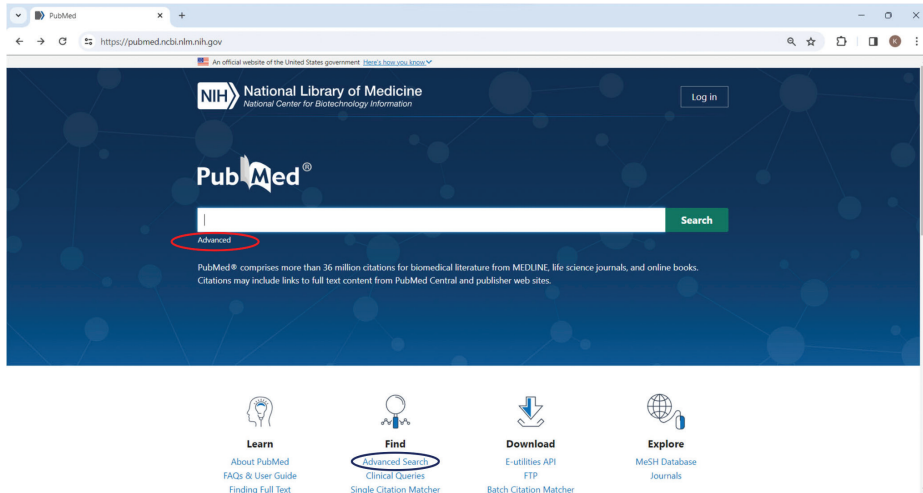 PubMed
https://pubmed.ncbi.nlm.nih.gov
K
An official website of the United States government Here's how you know
NIH National Library of Medicine
National Center for Biotechnology Information
Log in
PubMed®
Search
Advanced
PubMed® comprises more than 36 million citations for biomedical literature from MEDLINE, life science journals, and online books.
Citations may include links to full text content from PubMed Central and publisher web sites.
Learn
About PubMed
FAQs & User Guide
Finding Full Text
Find
Advanced Search
Clinical Queries
Single Citation Matcher
Download
E-utilities API
FTP
Batch Citation Matcher
Explore
MeSH Database
Journals